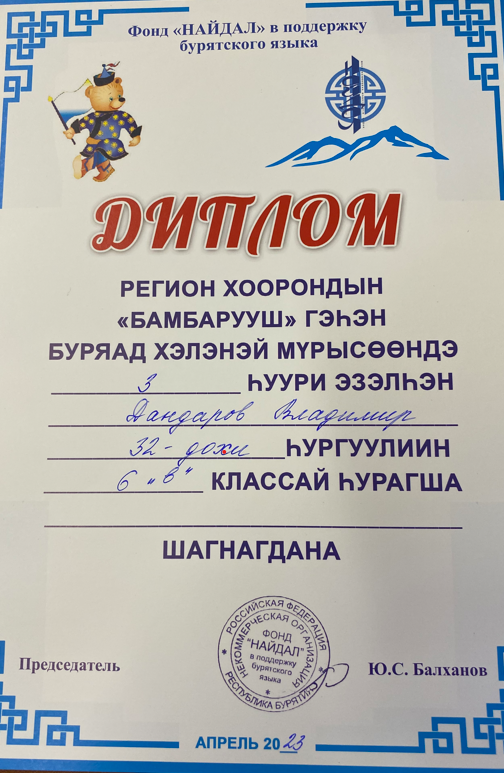 Фонд «НАЙДАЛ» в поддержку
бурятского языка
ДИПЛОМ
РЕГИОН ХООРОНДЫН
«БАМБАРУУШ» ГЭҺЭН
БУРЯАД ХЭЛЭНЭЙ МҮРЫСӨӨНДЭ
3 ҺУУРИ ЭЗЭЛҺЭН
Дандаров Владимир
32-дохи ҺУРГУУЛИИН
6 "в" КЛАССАЙ ҺУРАГША
ШАГНАГДАНА
РОССИЙСКАЯ ФЕДЕРАЦИЯ
НЕКОММЕРЧЕСКАЯ ОРГАНИЗАЦИЯ
ФОНД
"НАЙДАЛ"
в поддержку
бурятского
языка
РЕСПУБЛИКА БУРЯТИЯ
Председатель Ю.С. Балханов
АПРЕЛЬ 2023